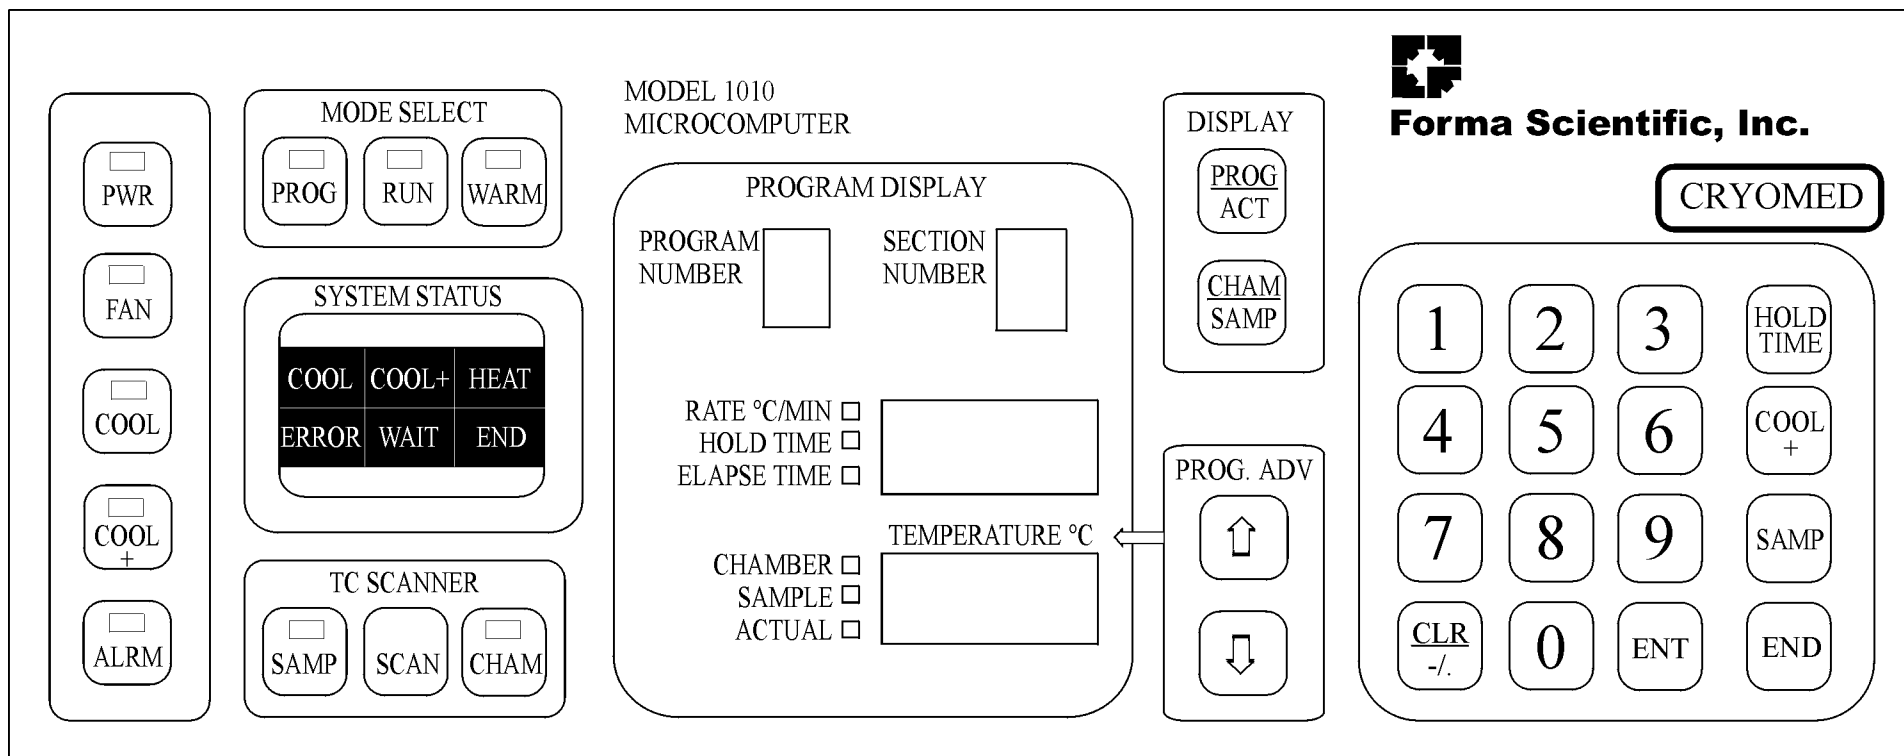 PWR
FAN
COOL
COOL
+
ALRM
MODE SELECT
PROG
RUN
WARM
SYSTEM STATUS
COOL COOL+ HEAT
ERROR WAIT END
TC SCANNER
SAMP
SCAN
CHAM
MODEL 1010
MICROCOMPUTER
PROGRAM DISPLAY
PROGRAM
NUMBER
SECTION
NUMBER
RATE °C/MIN
HOLD TIME
ELAPSE TIME
TEMPERATURE °C
CHAMBER
SAMPLE
ACTUAL
DISPLAY
PROG
ACT
CHAM
SAMP
PROG. ADV
Forma Scientific, Inc.
CRYOMED
1
2
3
HOLD
TIME
4
5
6
COOL
+
7
8
9
SAMP
CLR
-/.
0
ENT
END